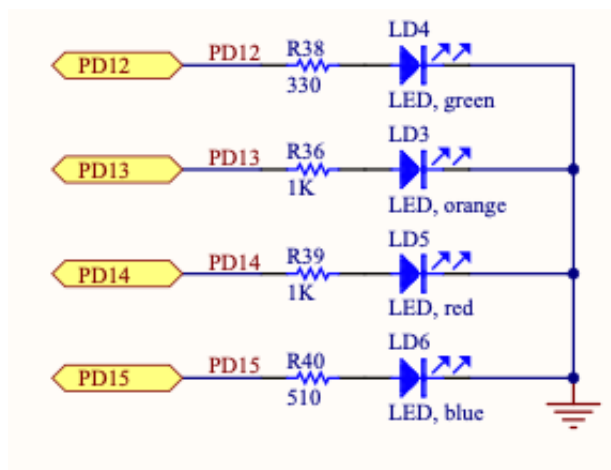 LD4
PD12 PD12 R38
330
LED, green
LD3
PD13 PD13 R36
1K
LED, orange
LD5
PD14 PD14 R39
1K
LED, red
LD6
PD15 PD15 R40
510
LED, blue